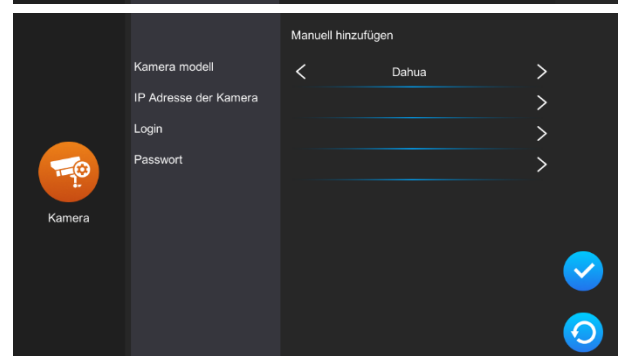 Manuell hinzufügen
Kamera modell
Dahua
IP Adresse der Kamera
Login
Passwort
Kamera